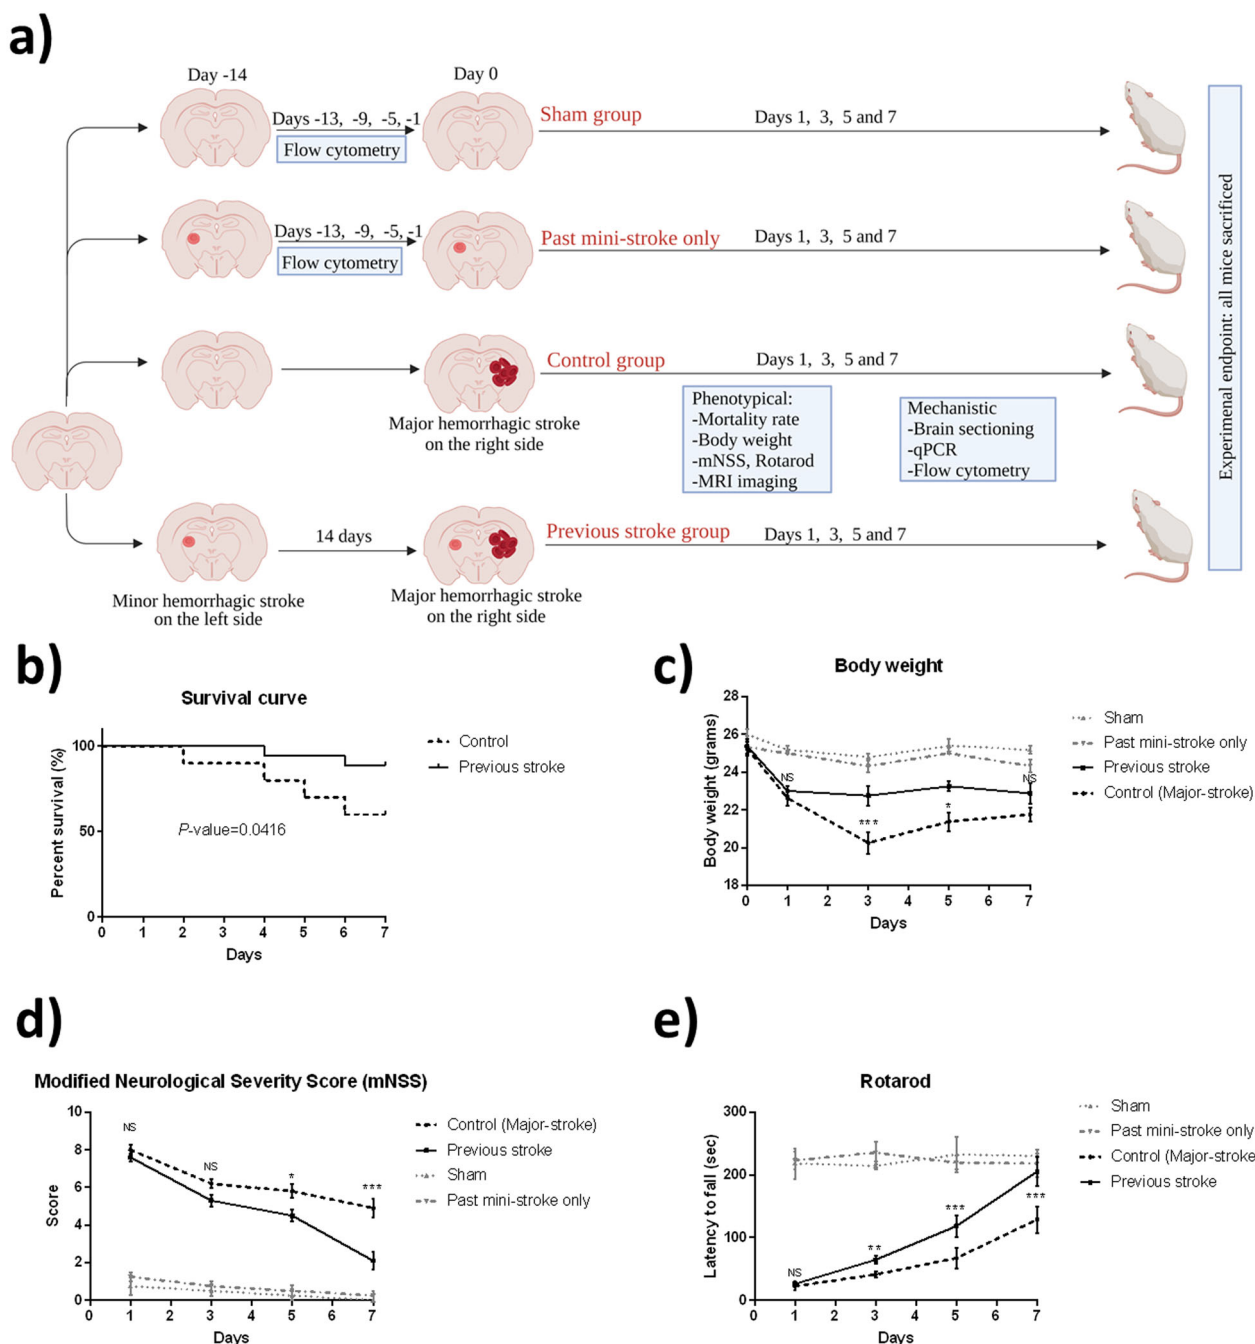 a)
Day -14
Day 0
Days -13, -9, -5, -1
Flow cytometry
Sham group
Days 1, 3, 5 and 7
Days -13, -9, -5, -1
Flow cytometry
Past mini-stroke only
Days 1, 3, 5 and 7
Control group
Days 1, 3, 5 and 7
Major hemorrhagic stroke
on the right side
Phenotypical:
-Mortality rate
-Body weight
-mNSS, Rotarod
-MRI imaging
Mechanistic
-Brain sectioning
-qPCR
-Flow cytometry
14 days
Previous stroke group
Days 1, 3, 5 and 7
Minor hemorrhagic stroke
on the left side
Major hemorrhagic stroke
on the right side
Experimenal endpoint: all mice sacrificed
b)
Survival curve
Percent survival (%)
100
50
0
P-value=0.0416
0 1 2 3 4 5 6 7
Days
Control
Previous stroke
c)
Body weight
Body weight (grams)
28
26
24
22
20
18
NS
***
*
NS
0 1 2 3 4 5 6 7
Days
Sham
Past mini-stroke only
Previous stroke
Control (Major-stroke)
d)
Modified Neurological Severity Score (mNSS)
Score
10
8
6
4
2
0
NS
NS
*
***
0 1 2 3 4 5 6 7
Days
Control (Major-stroke)
Previous stroke
Sham
Past mini-stroke only
e)
Rotarod
Latency to fall (sec)
300
200
100
0
NS
**
***
***
0 1 2 3 4 5 6 7
Days
Sham
Past mini-stroke only
Control (Major-stroke
Previous stroke